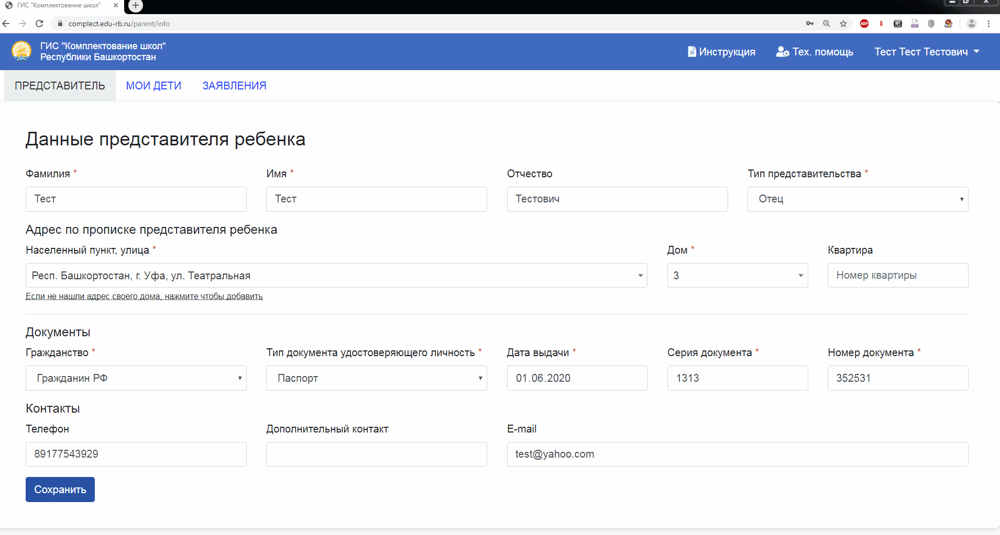 ГИС "Комплектование школ"
complect.edu-rb.ru/parent/info
ABP
Я
PDF
ГИС "Комплектование школ"
Республики Башкортостан
Инструкция
Тех. помощь
Тест Тест Тестович
ПРЕДСТАВИТЕЛЬ
МОИ ДЕТИ
ЗАЯВЛЕНИЯ
Данные представителя ребенка
Фамилия *
Имя *
Отчество
Тип представительства *
Тест
Тест
Тестович
Отец
Адрес по прописке представителя ребенка
Населенный пункт, улица *
Дом *
Квартира
Респ. Башкортостан, г. Уфа, ул. Театральная
3
Номер квартиры
Если не нашли адрес своего дома, нажмите чтобы добавить
Документы
Гражданство *
Тип документа удостоверяющего личность *
Дата выдачи *
Серия документа *
Номер документа *
Гражданин РФ
Паспорт
01.06.2020
1313
352531
Контакты
Телефон
Дополнительный контакт
E-mail
89177543929
test@yahoo.com
Сохранить